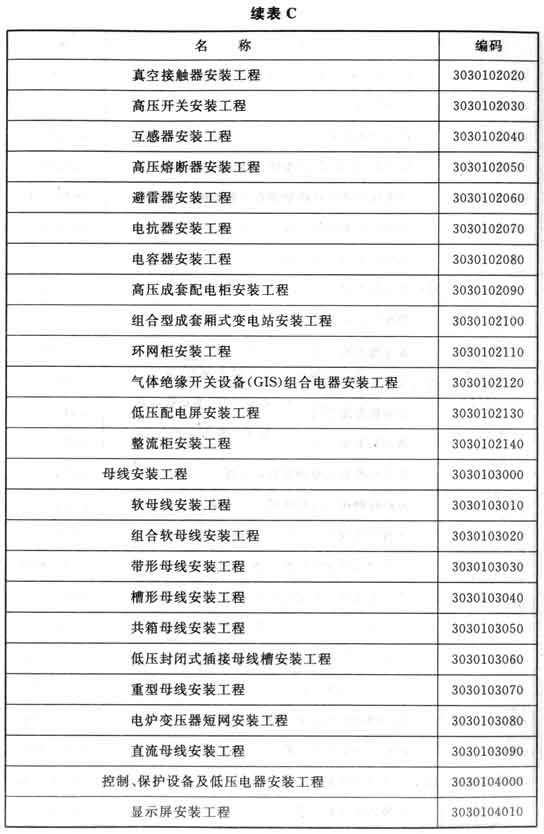 续表 C
名 称 编码
真空接触器安装工程 3030102020
高压开关安装工程 3030102030
互感器安装工程 3030102040
高压熔断器安装工程 3030102050
避雷器安装工程 3030102060
电抗器安装工程 3030102070
电容器安装工程 3030102080
高压成套配电柜安装工程 3030102090
组合型成套厢式变电站安装工程 3030102100
环网柜安装工程 3030102110
气体绝缘开关设备(GIS)组合电器安装工程 3030102120
低压配电屏安装工程 3030102130
整流柜安装工程 3030102140
母线安装工程 3030103000
软母线安装工程 3030103010
组合软母线安装工程 3030103020
带形母线安装工程 3030103030
槽形母线安装工程 3030103040
共箱母线安装工程 3030103050
低压封闭式插接母线槽安装工程 3030103060
重型母线安装工程 3030103070
电炉变压器短网安装工程 3030103080
直流母线安装工程 3030103090
控制、保护设备及低压电器安装工程 3030104000
显示屏安装工程 3030104010